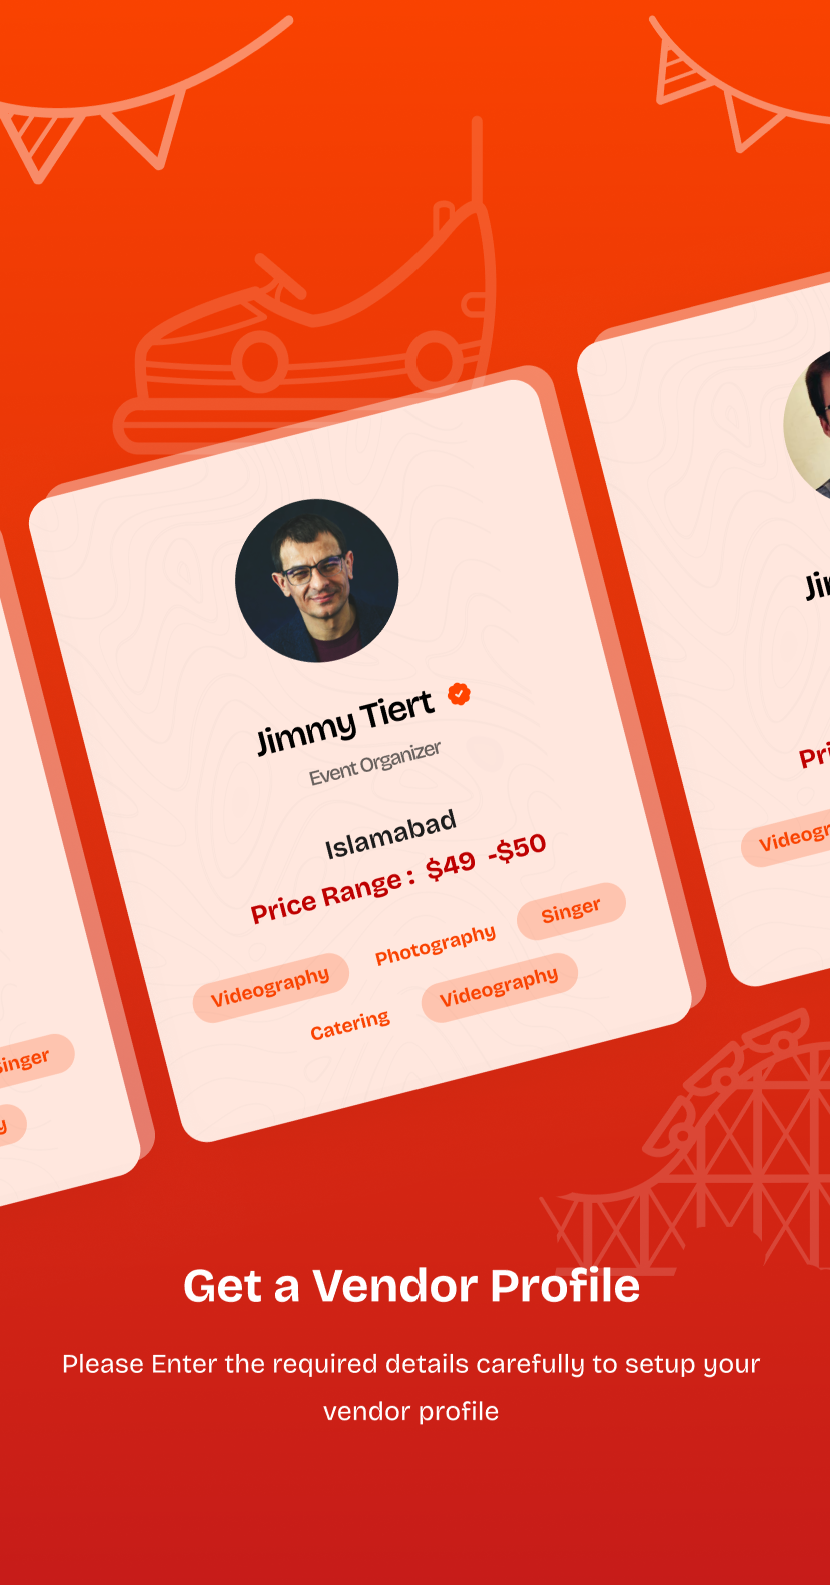 Jimmy Tiert
Event Organizer
Islamabad
Price Range : $49 -$50
Videography Photography Singer
Catering Videography
Get a Vendor Profile
Please Enter the required details carefully to setup your
vendor profile